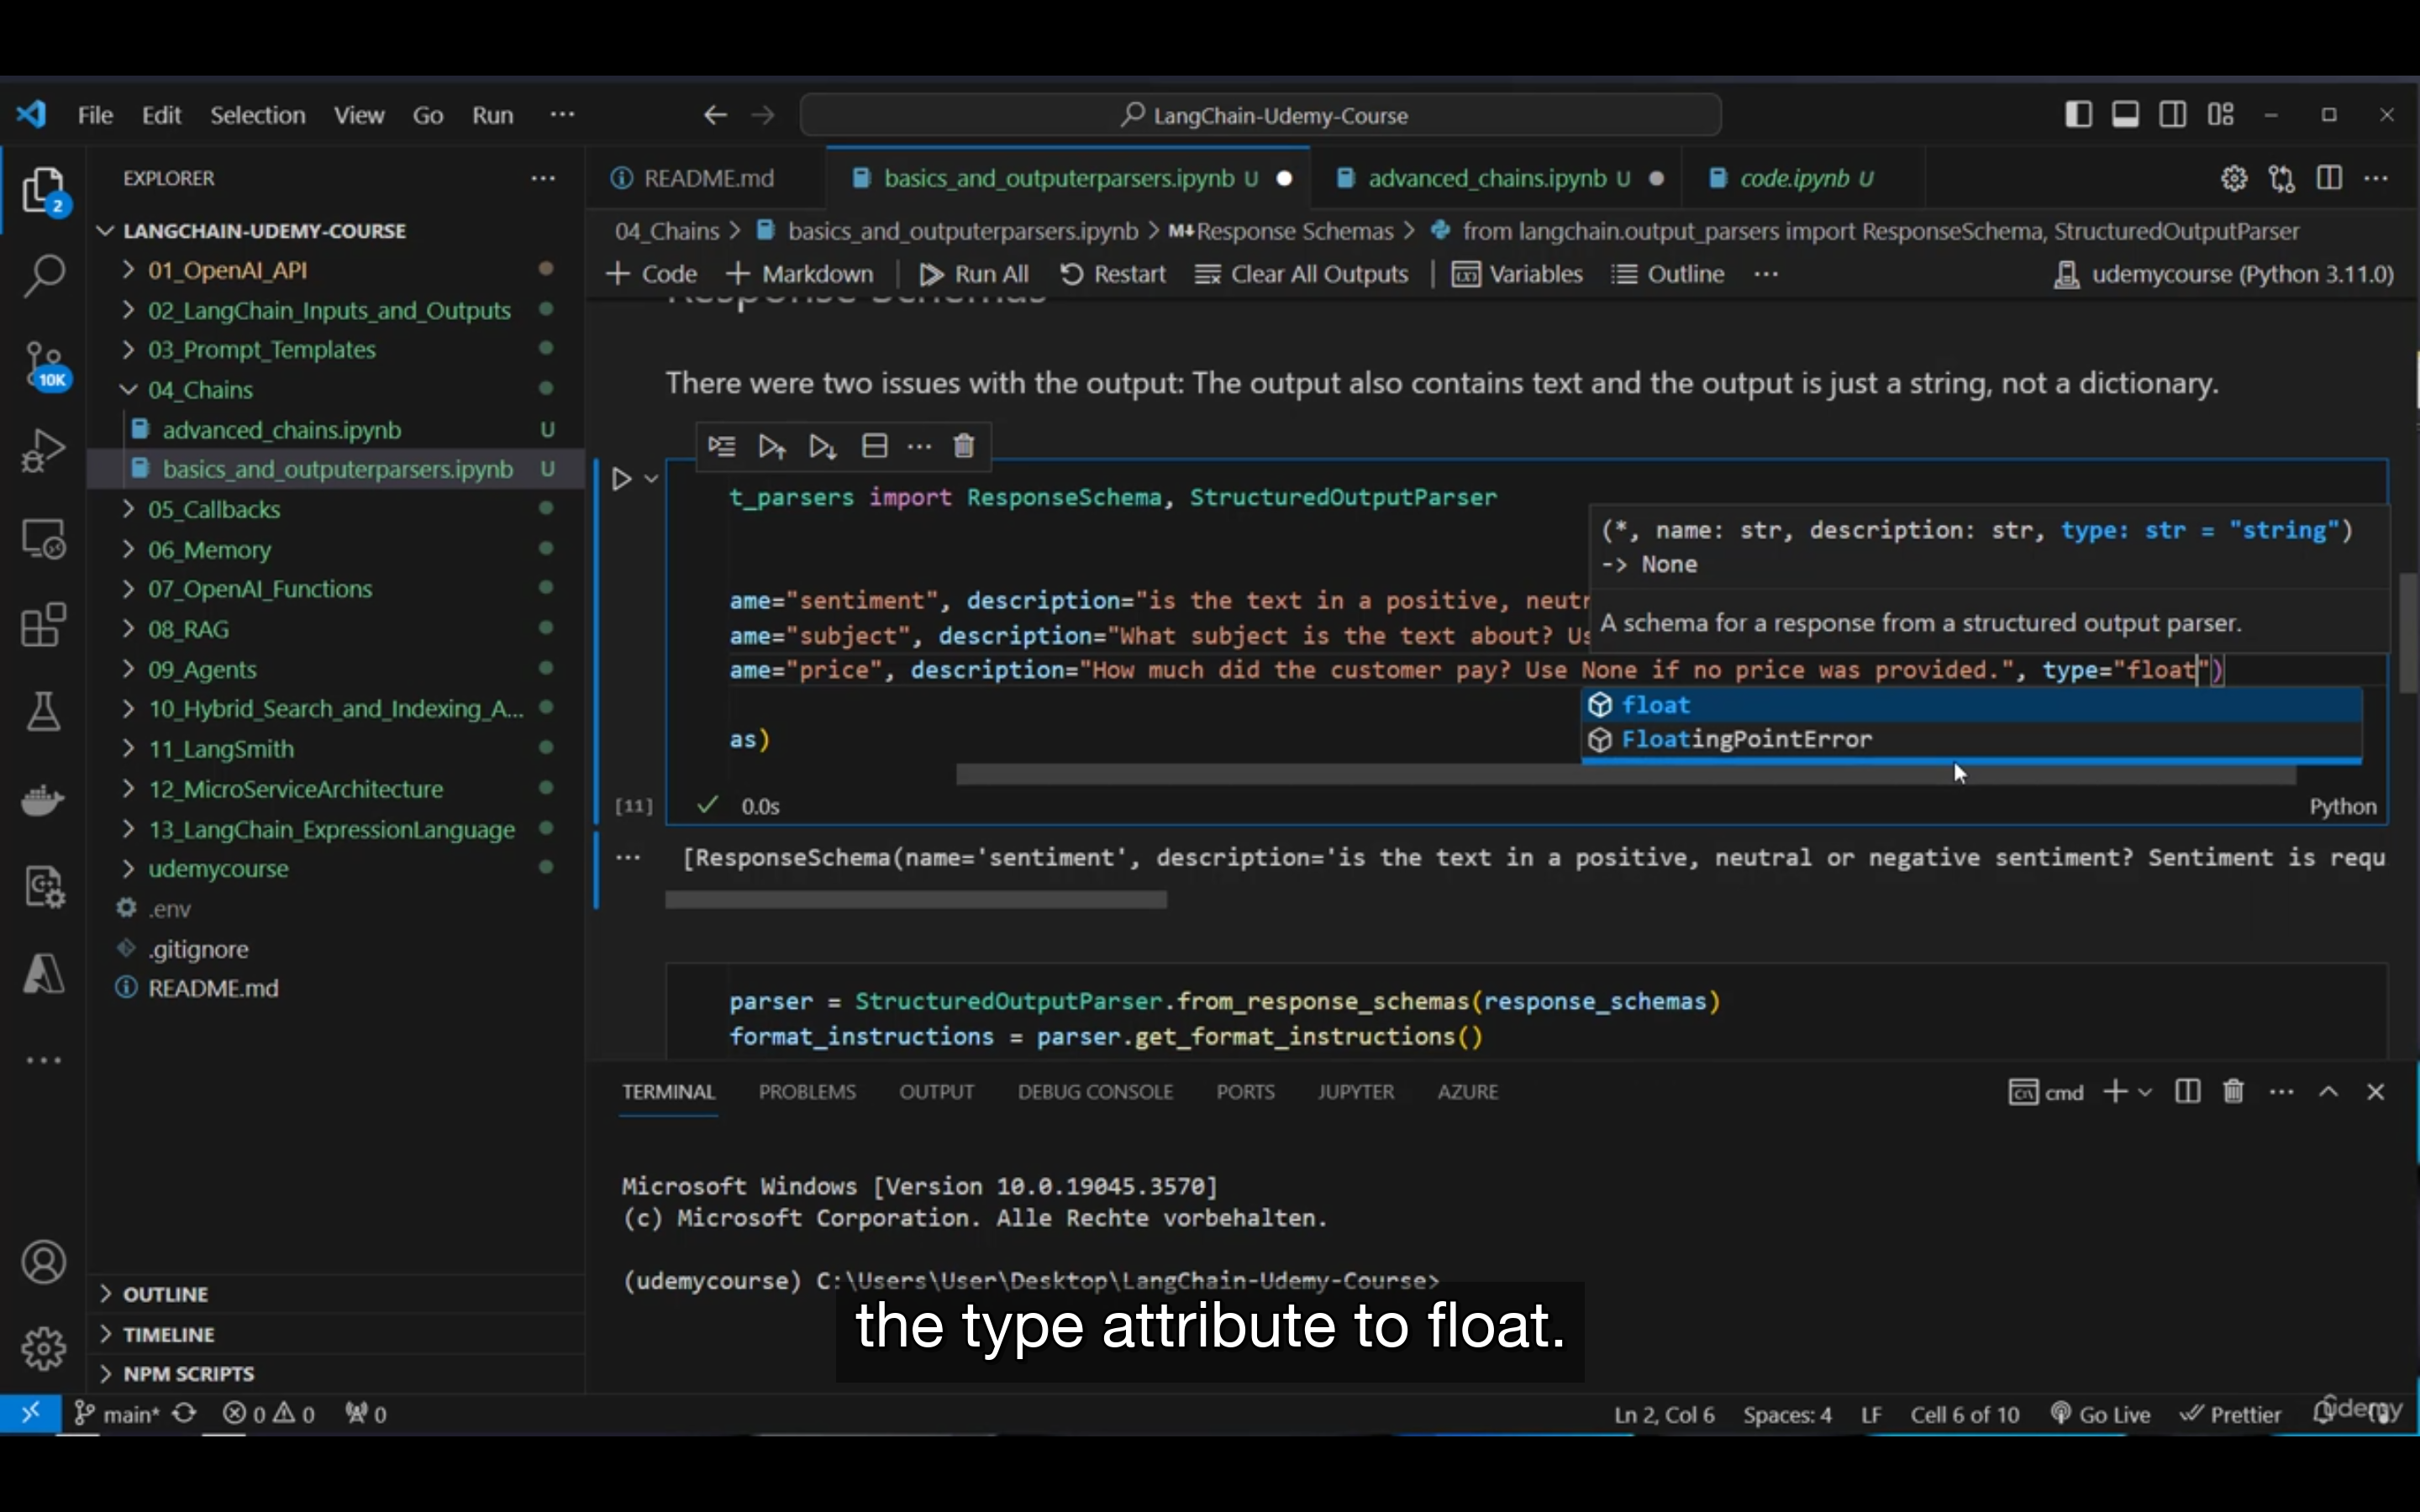 File Edit Selection View Go Run ···
LangChain-Udemy-Course
EXPLORER ···
2
10K
LANGCHAIN-UDEMY-COURSE
01_OpenAI_API
02_LangChain_Inputs_and_Outputs
03_Prompt_Templates
04_Chains
advanced_chains.ipynb U
basics_and_outputerparsers.ipynb U
05_Callbacks
06_Memory
07_OpenAI_Functions
08_RAG
09_Agents
10_Hybrid_Search_and_Indexing_A...
11_LangSmith
12_MicroServiceArchitecture
13_LangChain_ExpressionLanguage
udemycourse
.env
.gitignore
README.md
OUTLINE
TIMELINE
NPM SCRIPTS
README.md basics_and_outputerparsers.ipynb U advanced_chains.ipynb U code.ipynb U
04_Chains > basics_and_outputerparsers.ipynb > M↓Response Schemas > from langchain.output_parsers import ResponseSchema, StructuredOutputParser
+ Code + Markdown | Run All Restart Clear All Outputs | Variables Outline ··· udemycourse (Python 3.11.0)
Response Schemas
There were two issues with the output: The output also contains text and the output is just a string, not a dictionary.
t_parsers import ResponseSchema, StructuredOutputParser
(*, name: str, description: str, type: str = "string")
-> None
A schema for a response from a structured output parser.
ame="sentiment", description="is the text in a positive, neutr
ame="subject", description="What subject is the text about? Us
ame="price", description="How much did the customer pay? Use None if no price was provided.", type="float")
float
FloatingPointError
as)
[11] 0.0s Python
[ResponseSchema(name='sentiment', description='is the text in a positive, neutral or negative sentiment? Sentiment is requ
parser = StructuredOutputParser.from_response_schemas(response_schemas)
format_instructions = parser.get_format_instructions()
TERMINAL PROBLEMS OUTPUT DEBUG CONSOLE PORTS JUPYTER AZURE cmd
Microsoft Windows [Version 10.0.19045.3570]
(c) Microsoft Corporation. Alle Rechte vorbehalten.
(udemycourse) C:\Users\User\Desktop\LangChain-Udemy-Course>
the type attribute to float.
main* 0 0 0 Ln 2, Col 6 Spaces: 4 LF Cell 6 of 10 Go Live Prettier
udemy